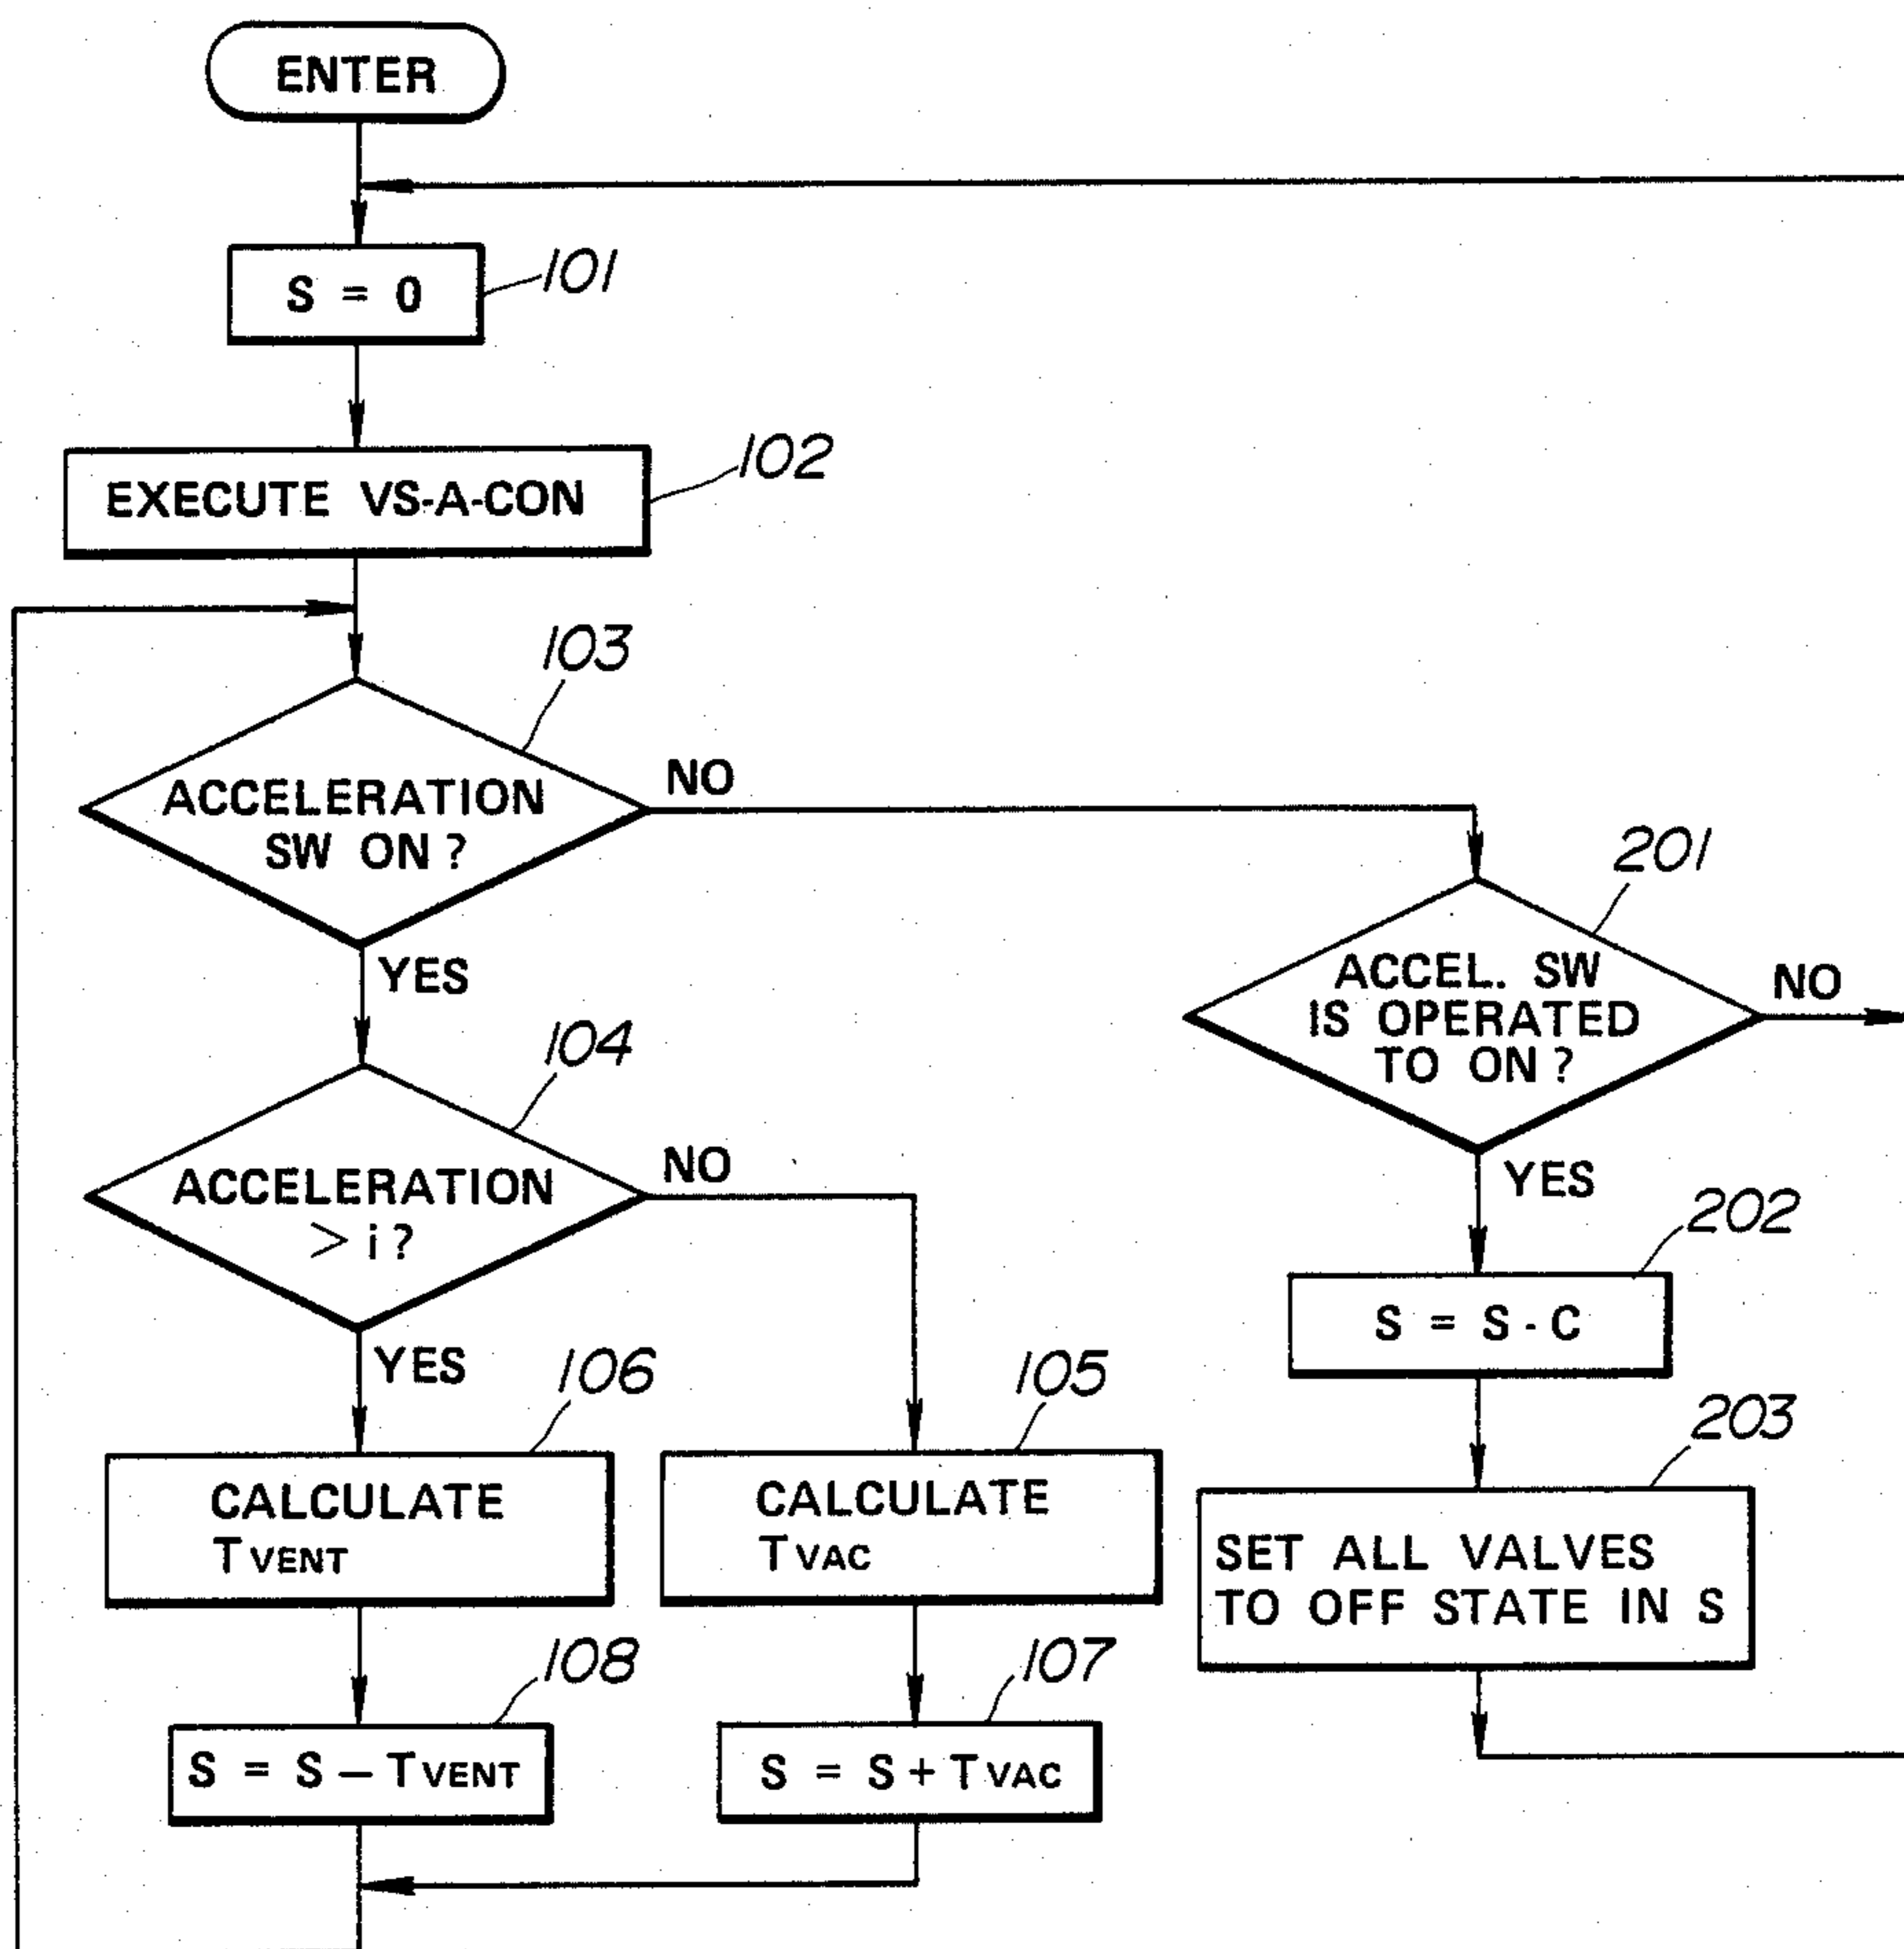 ENTER
S = 0
101
EXECUTE VS-A-CON
102
103
ACCELERATION
SW ON ?
NO
YES
104
ACCELERATION
> i ?
NO
YES
106
CALCULATE
TVENT
105
CALCULATE
TVAC
108
S = S – TVENT
107
S = S + TVAC
201
ACCEL. SW
IS OPERATED
TO ON ?
NO
YES
202
S = S - C
203
SET ALL VALVES
TO OFF STATE IN S